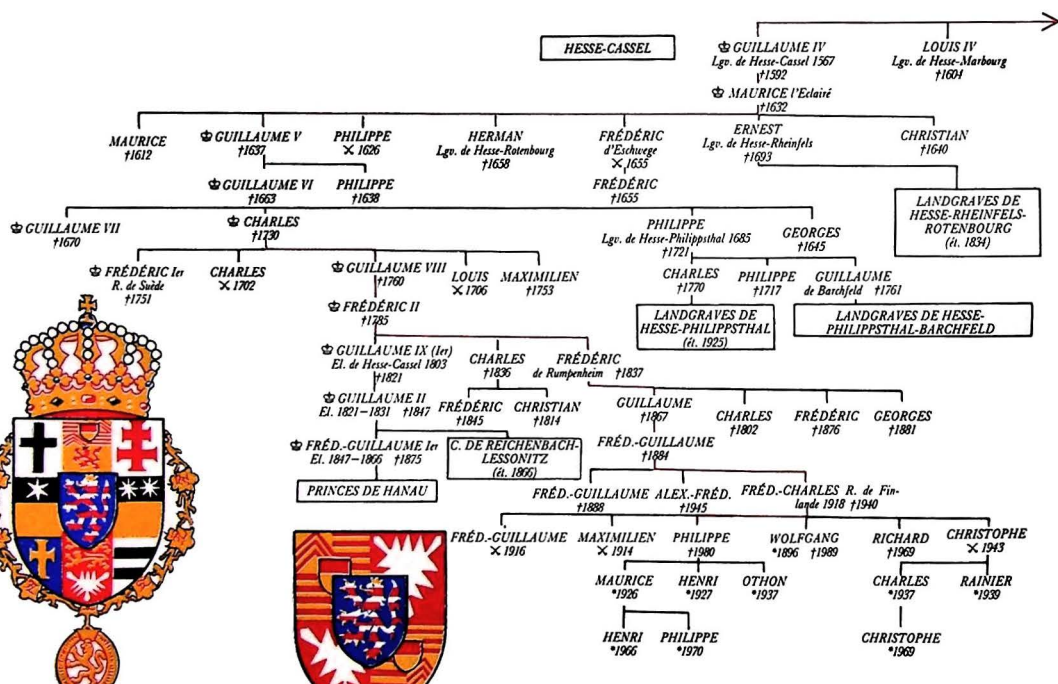 HESSE-CASSEL
GUILLAUME IV
Lgv. de Hesse-Cassel 1567
†1592
LOUIS IV
Lgv. de Hesse-Marbourg
†1604
MAURICE l'Eclairé
†1632
MAURICE
†1612
GUILLAUME V
†1637
PHILIPPE
⚔ 1626
HERMAN
Lgv. de Hesse-Rotenbourg
†1658
FRÉDÉRIC
d'Eschwege
⚔ 1655
ERNEST
Lgv. de Hesse-Rheinfels
†1693
CHRISTIAN
†1640
GUILLAUME VI
†1663
PHILIPPE
†1638
FRÉDÉRIC
†1655
LANDGRAVES DE
HESSE-RHEINFELS-
ROTENBOURG
(ét. 1834)
GUILLAUME VII
†1670
CHARLES
†1730
PHILIPPE
Lgv. de Hesse-Philippsthal 1685
†1721
GEORGES
†1645
FRÉDÉRIC Ier
R. de Suède
†1751
CHARLES
⚔ 1702
GUILLAUME VIII
†1760
LOUIS
⚔ 1706
MAXIMILIEN
†1753
CHARLES
†1770
PHILIPPE
†1717
GUILLAUME
de Barchfeld †1761
FRÉDÉRIC II
†1785
LANDGRAVES DE
HESSE-PHILIPPSTHAL
(ét. 1925)
LANDGRAVES DE HESSE-
PHILIPPSTHAL-BARCHFELD
GUILLAUME IX (Ier)
El. de Hesse-Cassel 1803
†1821
CHARLES
†1836
FRÉDÉRIC
de Rumpenheim †1837
GUILLAUME II
El. 1821–1831 †1847
FRÉDÉRIC
†1845
CHRISTIAN
†1814
GUILLAUME
†1867
CHARLES
†1802
FRÉDÉRIC
†1876
GEORGES
†1881
FRÉD.-GUILLAUME Ier
El. 1847–1866 †1875
C. DE REICHENBACH-
LESSONITZ
(ét. 1866)
FRÉD.-GUILLAUME
†1884
PRINCES DE HANAU
FRÉD.-GUILLAUME
†1888
ALEX.-FRÉD.
†1945
FRÉD.-CHARLES R. de Fin-
lande 1918 †1940
FRÉD.-GUILLAUME
⚔ 1916
MAXIMILIEN
⚔ 1914
PHILIPPE
†1980
WOLFGANG
*1896 †1989
RICHARD
†1969
CHRISTOPHE
⚔ 1943
MAURICE
*1926
HENRI
*1927
OTHON
*1937
CHARLES
*1937
RAINIER
*1939
HENRI
*1966
PHILIPPE
*1970
CHRISTOPHE
*1969